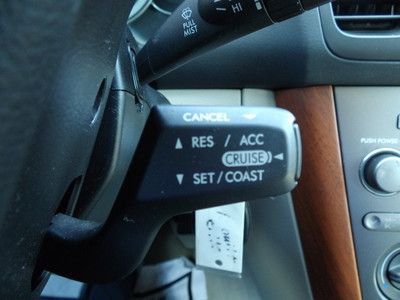 PULL
MIST
HI
CANCEL
RES / ACC
CRUISE
SET / COAST
PUSH POWER